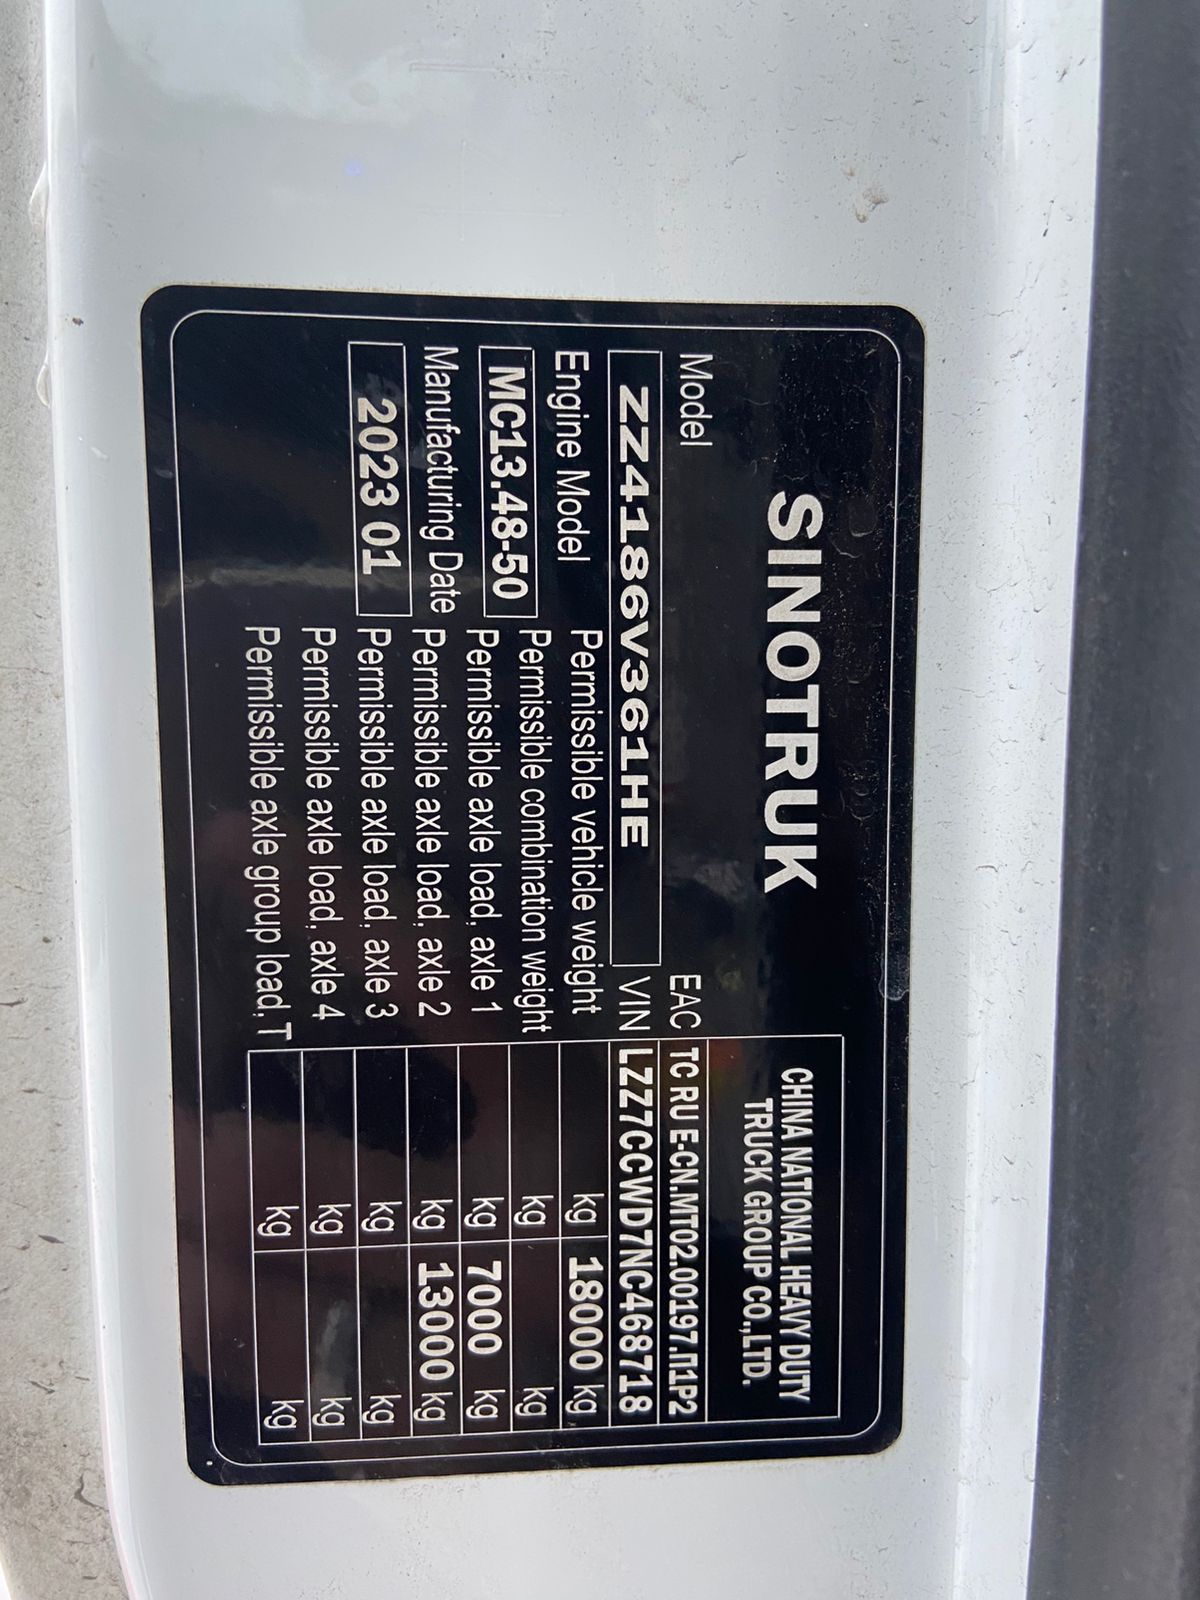 SINOTRUK
CHINA NATIONAL HEAVY DUTY
TRUCK GROUP CO.,LTD.
Model
EAC TC RU E-CN.MT02.00197.П1P2
ZZ4186V361HE
VIN LZZ7CCWD7NC468718
Engine Model
Permissible vehicle weight kg 18000 kg
MC13.48-50
Permissible combination weight kg kg
Manufacturing Date
Permissible axle load, axle 1 kg 7000 kg
Permissible axle load, axle 2 kg 13000 kg
2023 01
Permissible axle load, axle 3 kg kg
Permissible axle load, axle 4 kg kg
Permissible axle group load,T kg kg